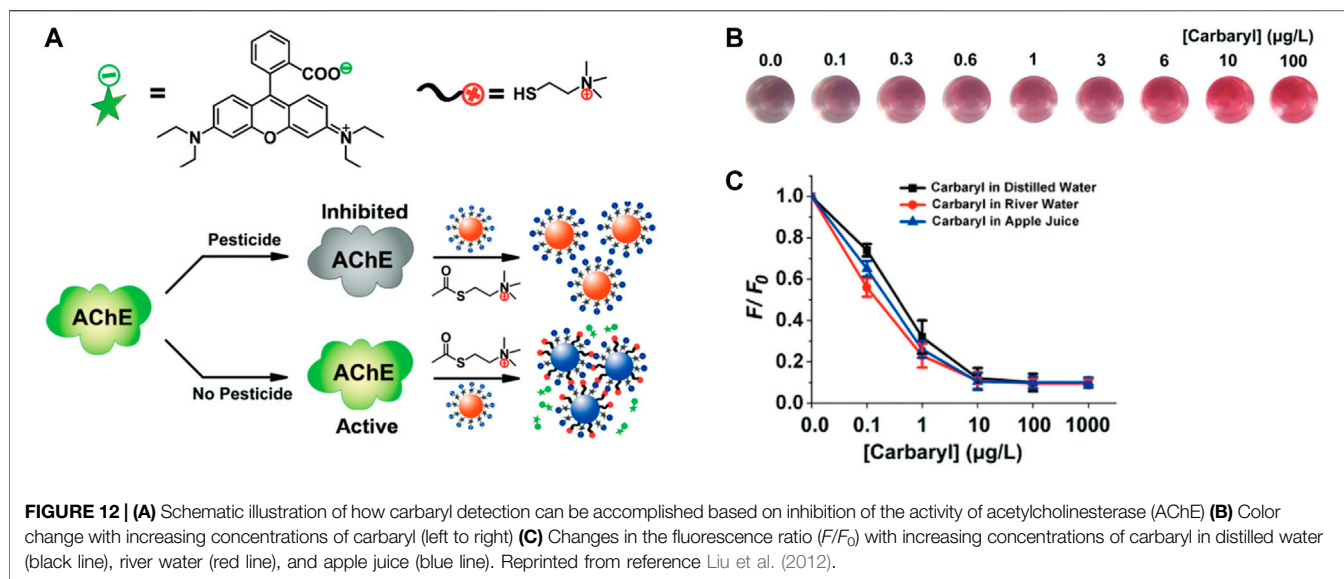 A
⊖
=
COO⊖
N
O
N
+
= HS
N
⊕
Inhibited
Pesticide
AChE
O
S
N
⊕
AChE
O
S
N
⊕
No Pesticide
AChE
Active
B
[Carbaryl] (µg/L)
0.0 0.1 0.3 0.6 1 3 6 10 100
C
Carbaryl in Distilled Water
Carbaryl in River Water
Carbaryl in Apple Juice
F/F0
1.0
0.8
0.6
0.4
0.2
0.0
0.0 0.1 1 10 100 1000
[Carbaryl] (µg/L)
FIGURE 12 | (A) Schematic illustration of how carbaryl detection can be accomplished based on inhibition of the activity of acetylcholinesterase (AChE) (B) Color
change with increasing concentrations of carbaryl (left to right) (C) Changes in the fluorescence ratio (F/F0) with increasing concentrations of carbaryl in distilled water
(black line), river water (red line), and apple juice (blue line). Reprinted from reference Liu et al. (2012).